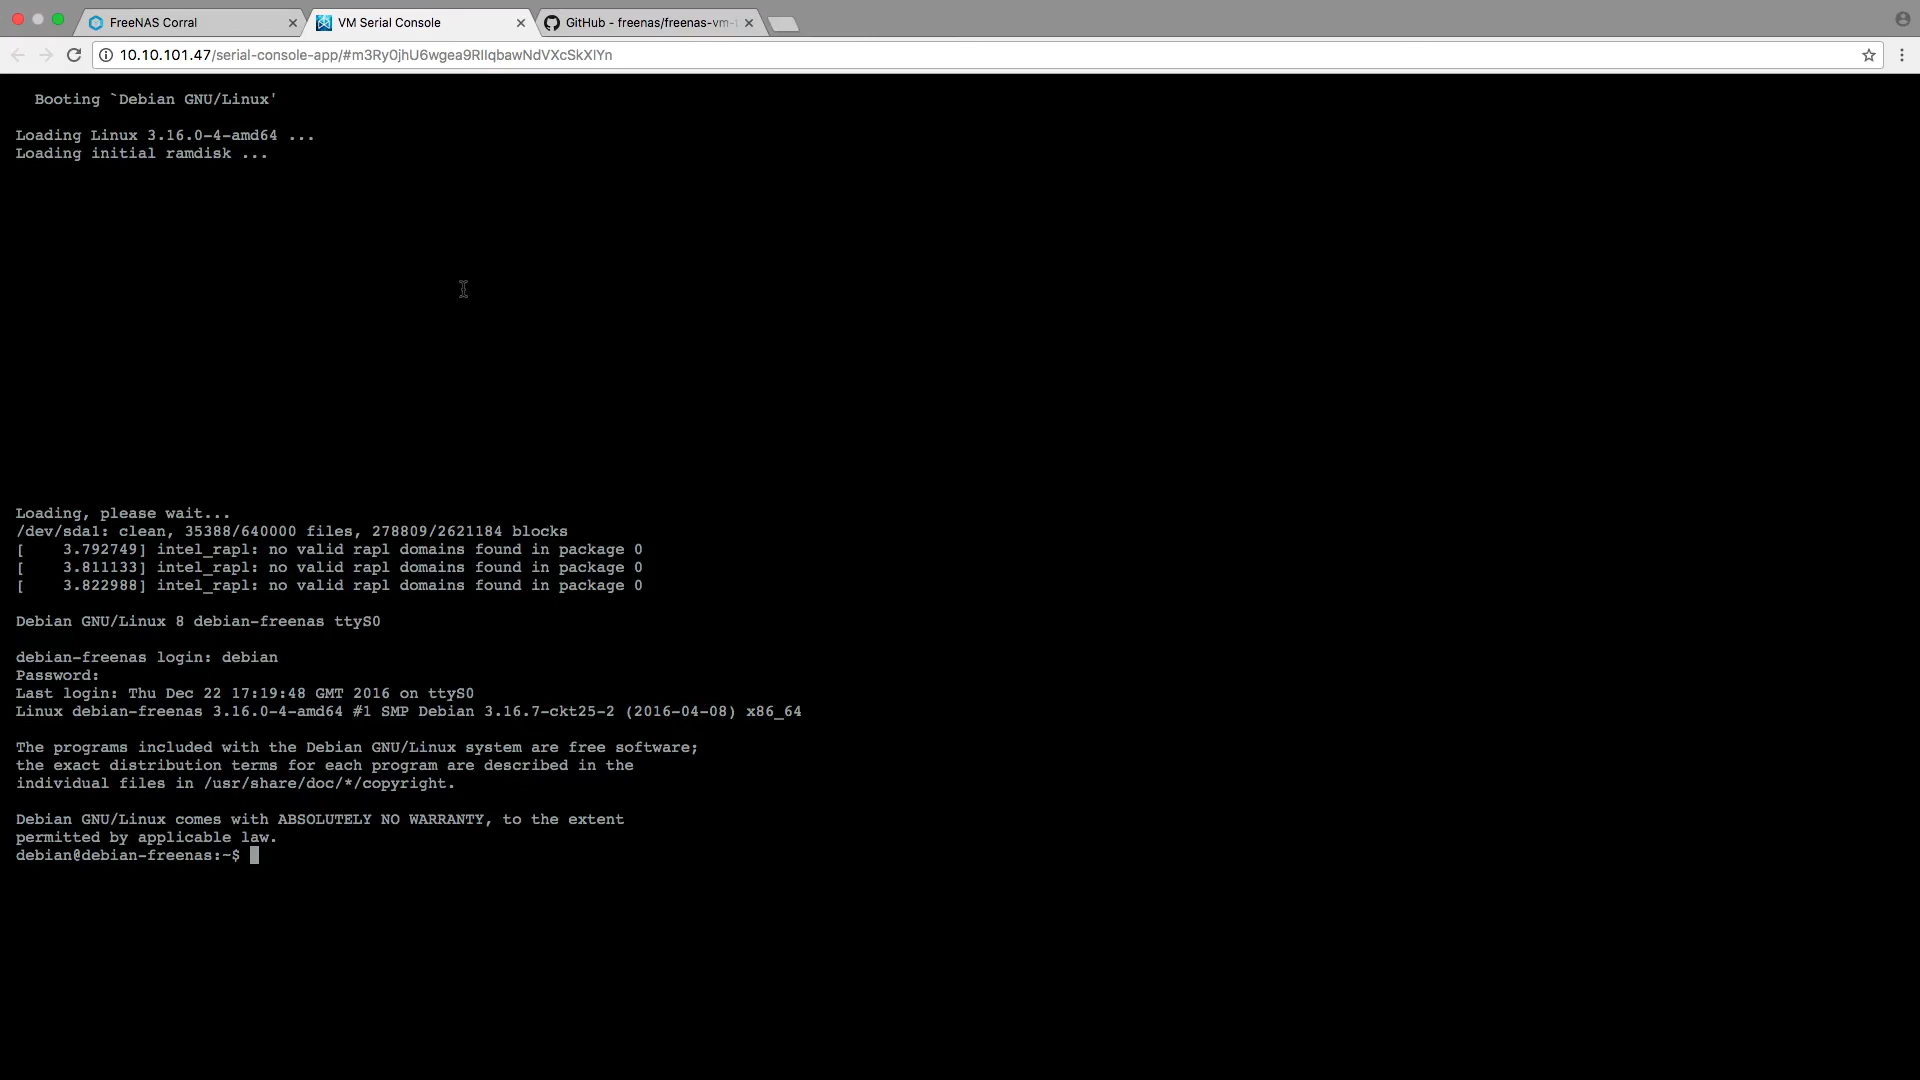 FreeNAS Corral
VM Serial Console
GitHub - freenas/freenas-vm-
10.10.101.47/serial-console-app/#m3Ry0jhU6wgea9RIlqbawNdVXcSkXlYn
Booting `Debian GNU/Linux'
Loading Linux 3.16.0-4-amd64 ...
Loading initial ramdisk ...
Loading, please wait...
/dev/sda1: clean, 35388/640000 files, 278809/2621184 blocks
[    3.792749] intel_rapl: no valid rapl domains found in package 0
[    3.811133] intel_rapl: no valid rapl domains found in package 0
[    3.822988] intel_rapl: no valid rapl domains found in package 0
Debian GNU/Linux 8 debian-freenas ttyS0
debian-freenas login: debian
Password:
Last login: Thu Dec 22 17:19:48 GMT 2016 on ttyS0
Linux debian-freenas 3.16.0-4-amd64 #1 SMP Debian 3.16.7-ckt25-2 (2016-04-08) x86_64
The programs included with the Debian GNU/Linux system are free software;
the exact distribution terms for each program are described in the
individual files in /usr/share/doc/*/copyright.
Debian GNU/Linux comes with ABSOLUTELY NO WARRANTY, to the extent
permitted by applicable law.
debian@debian-freenas:~$